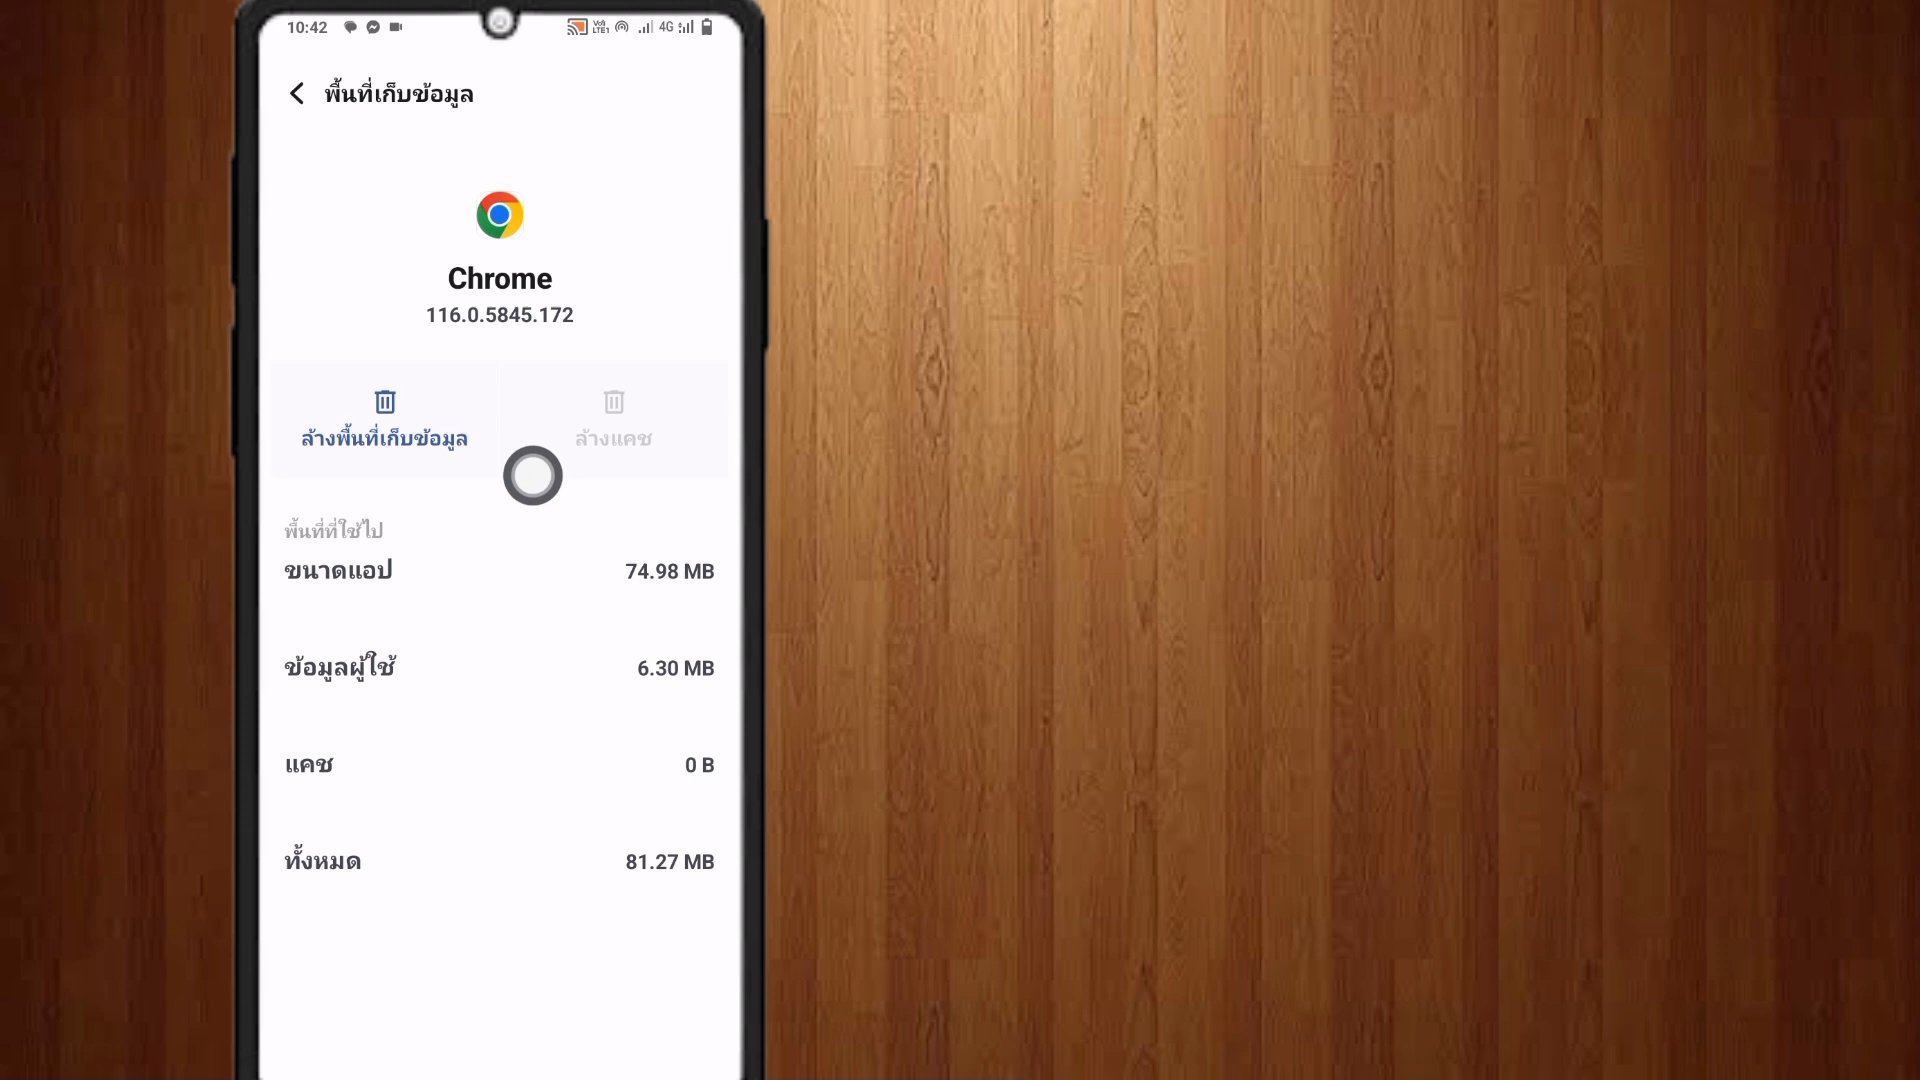 10:42 Vo) LTE1 4G
พื้นที่เก็บข้อมูล
Chrome
116.0.5845.172
ล้างพื้นที่เก็บข้อมูล ล้างแคช
พื้นที่ที่ใช้ไป
ขนาดแอป 74.98 MB
ข้อมูลผู้ใช้ 6.30 MB
แคช 0 B
ทั้งหมด 81.27 MB